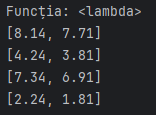 Funcția: <lambda>
[8.14, 7.71]
[4.24, 3.81]
[7.34, 6.91]
[2.24, 1.81]